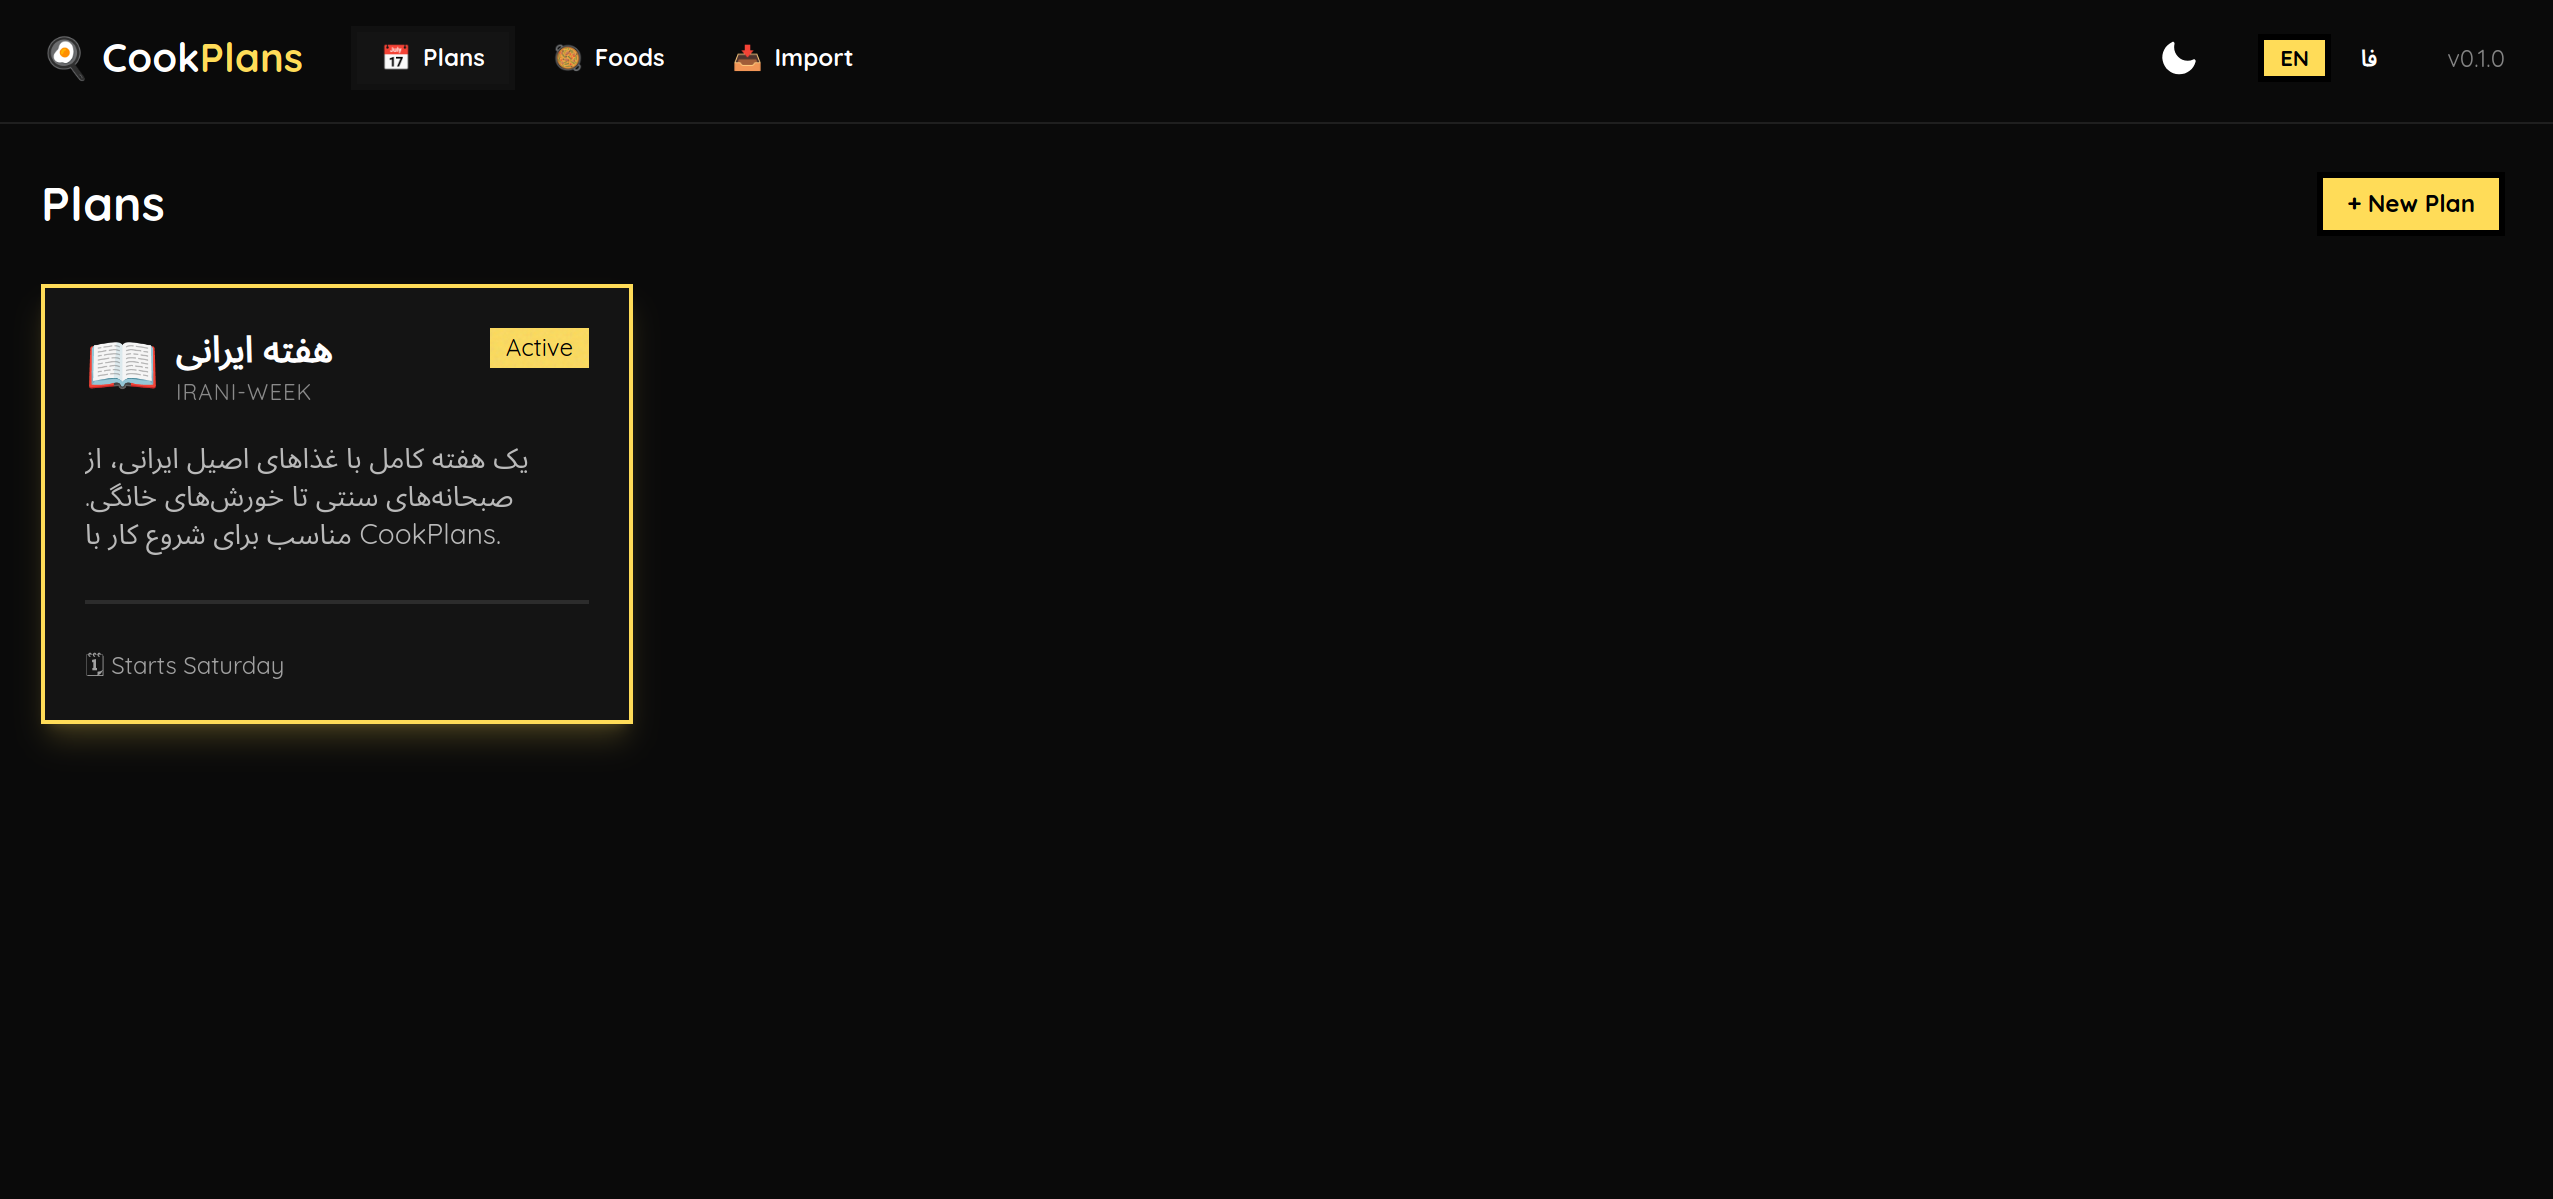 CookPlans
Plans
Foods
Import
EN
فا
v0.1.0
Plans
+ New Plan
هفته ایرانی
Active
IRANI-WEEK
یک هفته کامل با غذاهای اصیل ایرانی، از
صبحانه‌های سنتی تا خورش‌های خانگی.
مناسب برای شروع کار با CookPlans.
Starts Saturday